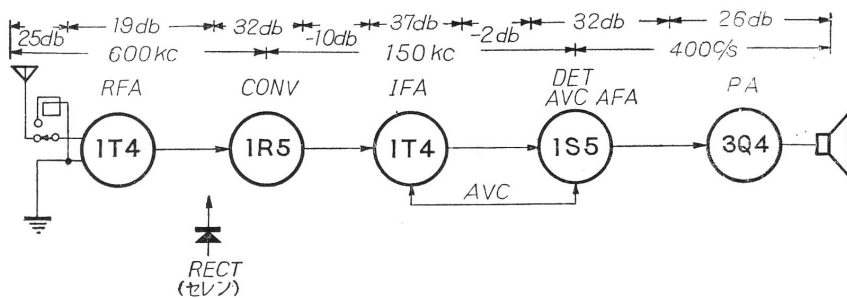 25db 19db 32db -10db 37db -2db 32db 26db
600kc 150kc 400c/s
RFA CONV IFA DET AVC AFA PA
1T4 1R5 1T4 1S5 3Q4
AVC
RECT
(セレン)